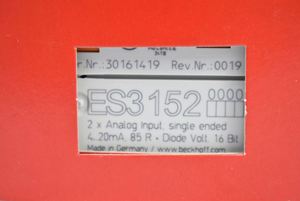 r.Nr.: 30161419 Rev.Nr.: 0019
ES3152 0000
2 x Analog Input, single ended
4..20mA, 85 R + Diode Volt. 16 Bit
Made in Germany / www.beckhoff.com